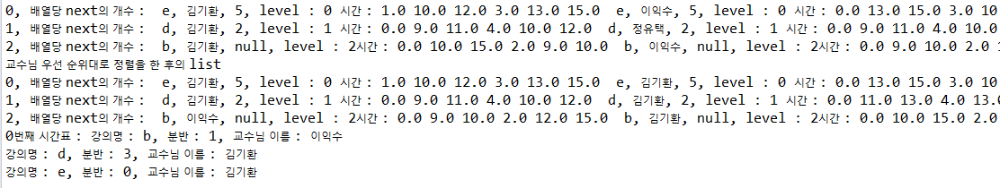 0, 배열당 next의 개수 :  e, 김기환, 5, level : 0 시간 : 1.0 10.0 12.0 3.0 13.0 15.0  e, 이익수, 5, level : 0 시간 : 0.0 13.0 15.0 3.0 10
1, 배열당 next의 개수 :  d, 김기환, 2, level : 1 시간 : 0.0 9.0 11.0 4.0 10.0 12.0  d, 정유택, 2, level : 1 시간 : 0.0 9.0 11.0 4.0 10.0
2, 배열당 next의 개수 :  b, 김기환, null, level : 2시간 : 0.0 10.0 15.0 2.0 9.0 10.0  b, 이익수, null, level : 2시간 : 0.0 9.0 10.0 2.0 1
교수님 우선 순위대로 정렬을 한 후의 list
0, 배열당 next의 개수 :  e, 김기환, 5, level : 0 시간 : 1.0 10.0 12.0 3.0 13.0 15.0  e, 김기환, 5, level : 0 시간 : 0.0 13.0 15.0 3.0 10
1, 배열당 next의 개수 :  d, 김기환, 2, level : 1 시간 : 0.0 9.0 11.0 4.0 10.0 12.0  d, 김기환, 2, level : 1 시간 : 0.0 11.0 13.0 4.0 13.
2, 배열당 next의 개수 :  b, 이익수, null, level : 2시간 : 0.0 9.0 10.0 2.0 12.0 15.0  b, 김기환, null, level : 2시간 : 0.0 10.0 15.0 2.0
0번째 시간표 : 강의명 : b, 분반 : 1, 교수님 이름 : 이익수
강의명 : d, 분반 : 3, 교수님 이름 : 김기환
강의명 : e, 분반 : 0, 교수님 이름 : 김기환